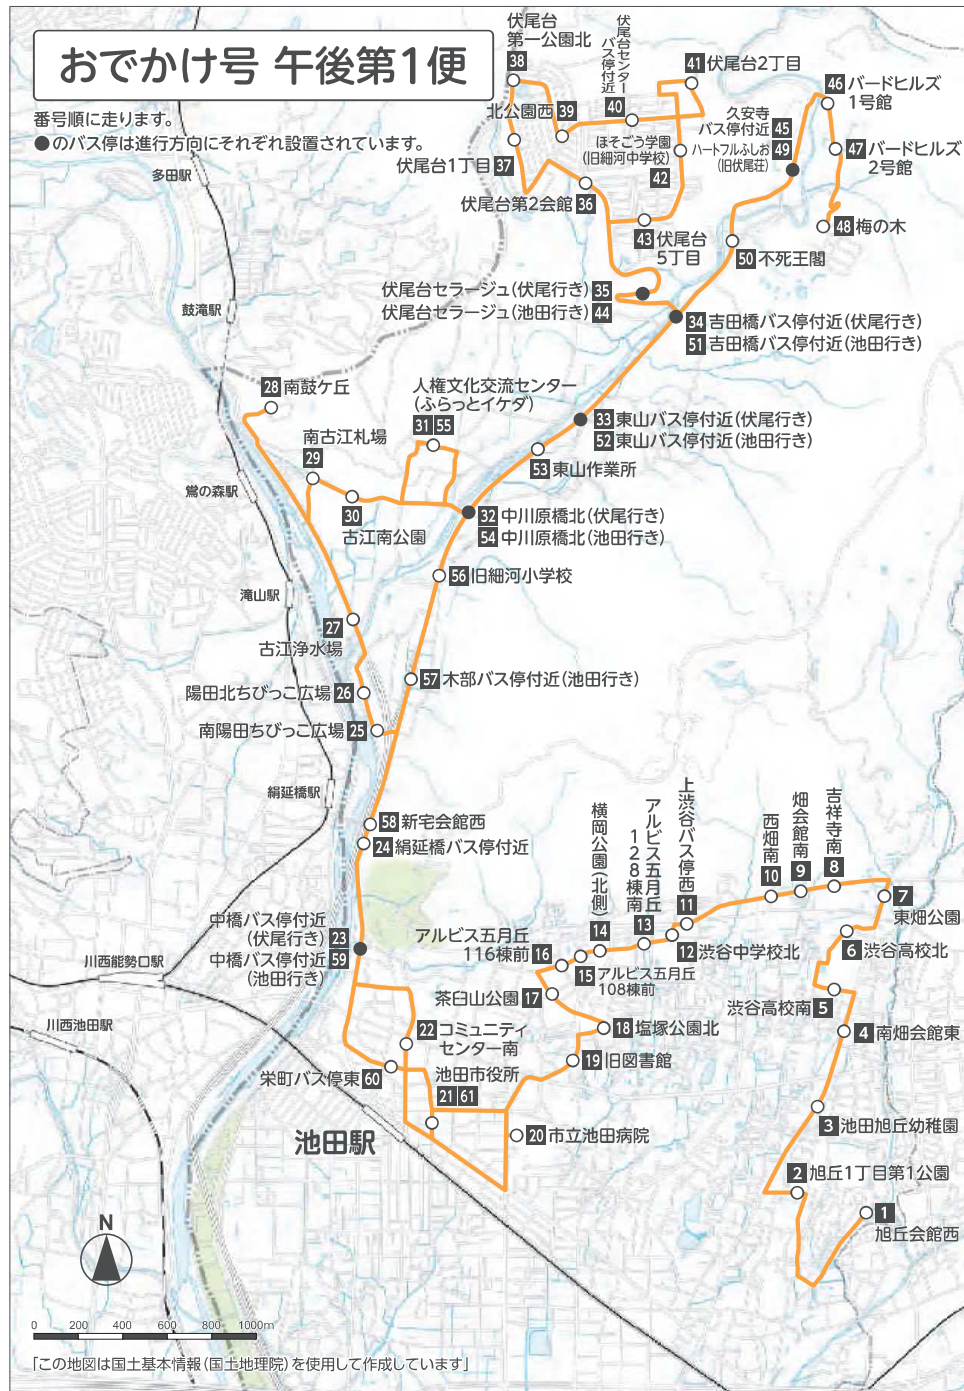 おでかけ号 午後第1便
番号順に走ります。
●のバス停は進行方向にそれぞれ設置されています。
伏尾台
第一公園北
38
伏尾台センター
バス停付近
40
41 伏尾台2丁目
46 バードヒルズ
1号館
北公園西 39
久安寺
バス停付近 45
ハートフルふしお 49
(旧伏尾荘)
47 バードヒルズ
2号館
ほそごう学園
(旧細河中学校)
42
伏尾台1丁目 37
伏尾台第2会館 36
48 梅の木
43 伏尾台
5丁目
50 不死王閣
伏尾台セラージュ(伏尾行き) 35
伏尾台セラージュ(池田行き) 44
34 吉田橋バス停付近(伏尾行き)
51 吉田橋バス停付近(池田行き)
多田駅
鼓滝駅
28 南鼓ケ丘
人権文化交流センター
(ふらっとイケダ)
31 55
33 東山バス停付近(伏尾行き)
52 東山バス停付近(池田行き)
南古江札場
29
53 東山作業所
鶯の森駅
30
古江南公園
32 中川原橋北(伏尾行き)
54 中川原橋北(池田行き)
56 旧細河小学校
滝山駅
27
古江浄水場
57 木部バス停付近(池田行き)
陽田北ちびっこ広場 26
南陽田ちびっこ広場 25
絹延橋駅
58 新宅会館西
24 絹延橋バス停付近
横岡公園(北側)
14
アルビス五月丘
128棟南
13
上渋谷バス停西
11
西畑南
10
畑会館南
9
吉祥寺南
8
7
東畑公園
中橋バス停付近
(伏尾行き) 23
中橋バス停付近 59
(池田行き)
アルビス五月丘
116棟前 16
12 渋谷中学校北
6 渋谷高校北
15 アルビス五月丘
108棟前
川西能勢口駅
茶臼山公園 17
渋谷高校南 5
川西池田駅
22 コミュニティ
センター南
18 塩塚公園北
4 南畑会館東
19 旧図書館
栄町バス停東 60
池田市役所
21 61
3 池田旭丘幼稚園
池田駅
20 市立池田病院
2 旭丘1丁目第1公園
1
旭丘会館西
N
0 200 400 600 800 1000m
「この地図は国土基本情報(国土地理院)を使用して作成しています」